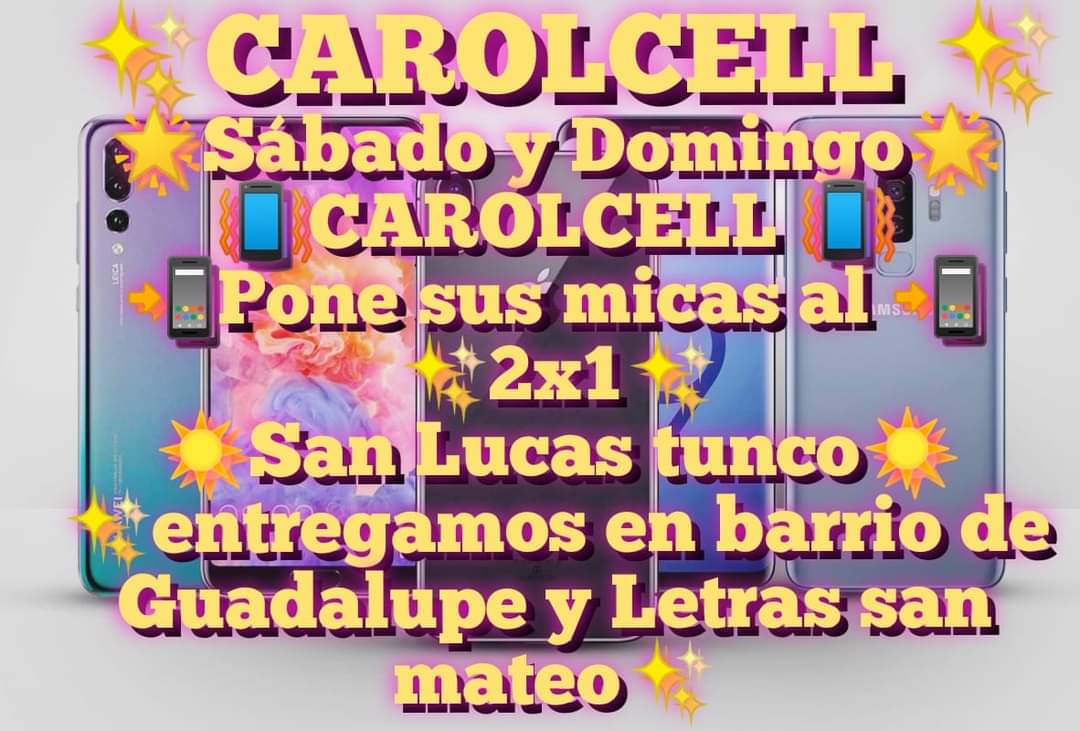 CAROLCELL
Sábado y Domingo
CAROLCELL
Pone sus micas al
2x1
San Lucas tunco
entregamos en barrio de
Guadalupe y Letras san
mateo
LEICA